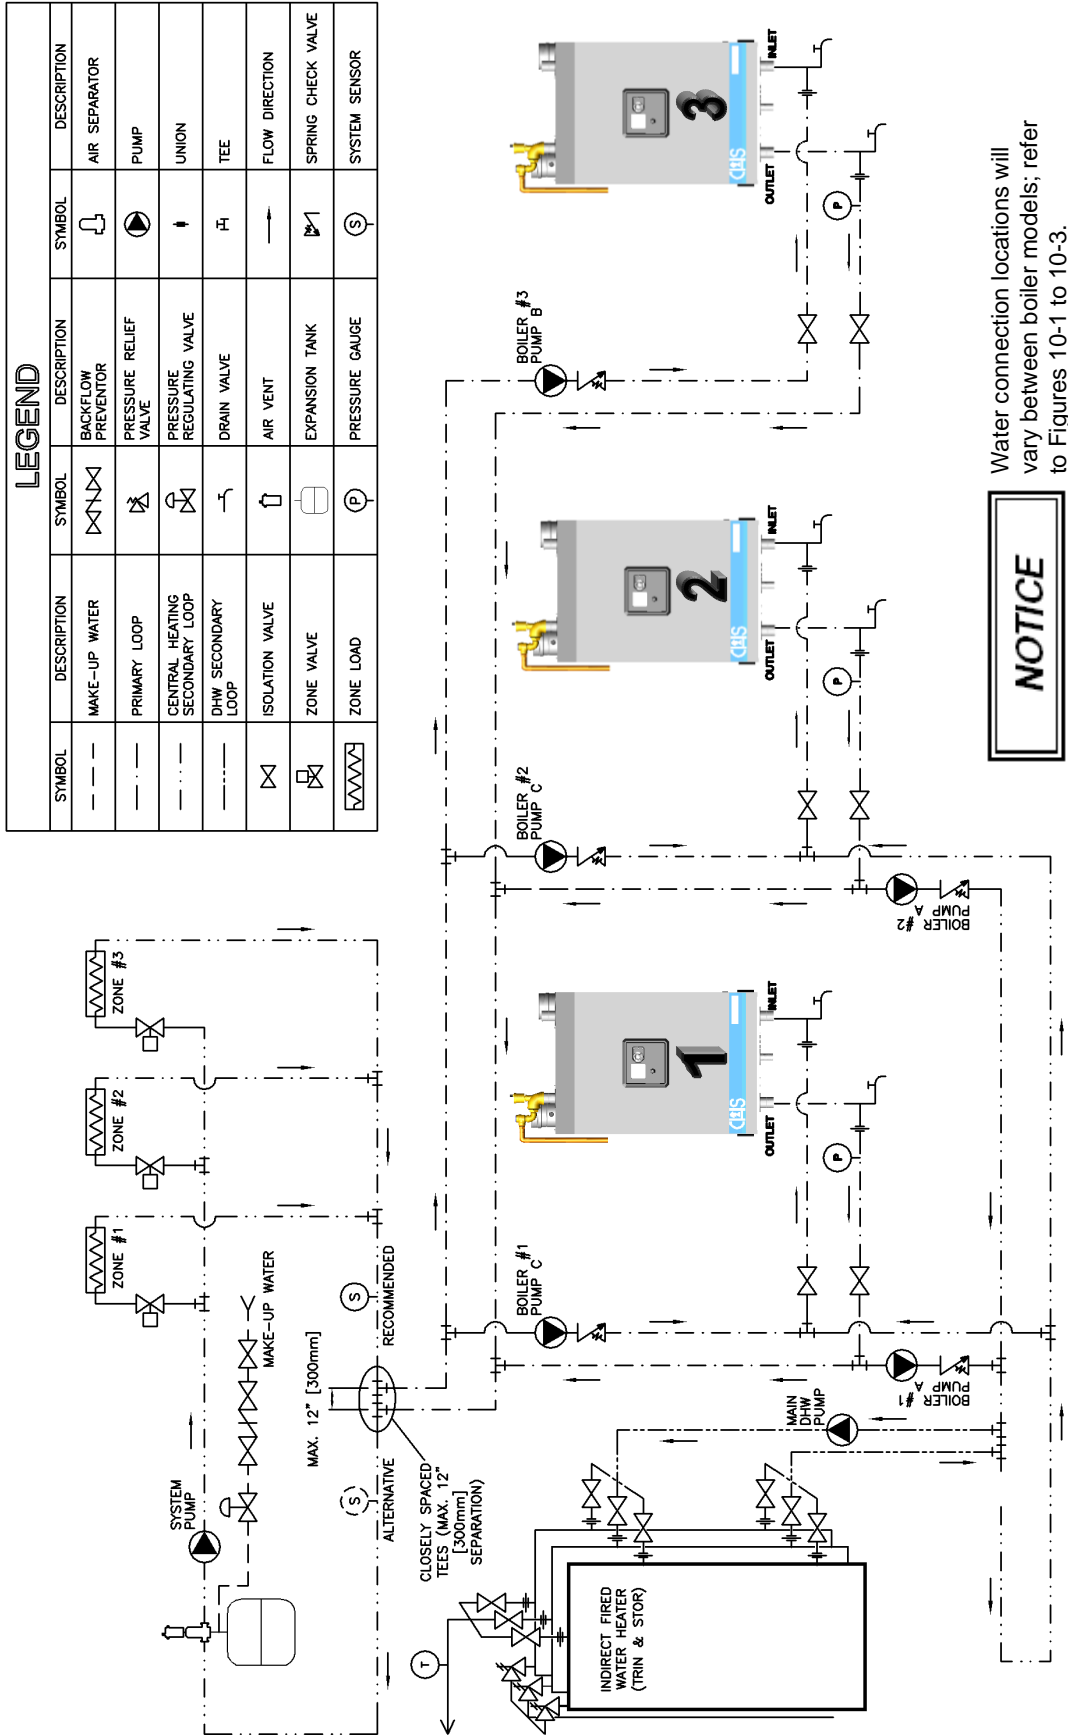 LEGEND
SYMBOL DESCRIPTION SYMBOL DESCRIPTION SYMBOL DESCRIPTION
MAKE-UP WATER
BACKFLOW
PREVENTOR
AIR SEPARATOR
PRIMARY LOOP
PRESSURE RELIEF
VALVE
PUMP
CENTRAL HEATING
SECONDARY LOOP
PRESSURE
REGULATING VALVE
UNION
DHW SECONDARY
LOOP
DRAIN VALVE
TEE
ISOLATION VALVE
AIR VENT
FLOW DIRECTION
ZONE VALVE
EXPANSION TANK
SPRING CHECK VALVE
ZONE LOAD
P
PRESSURE GAUGE
S
SYSTEM SENSOR
ZONE #1
ZONE #2
ZONE #3
SYSTEM
PUMP
MAKE-UP WATER
MAX. 12" [300mm]
S
ALTERNATIVE
S
RECOMMENDED
CLOSELY SPACED
TEES (MAX. 12"
[300mm]
SEPARATION)
T
INDIRECT FIRED
WATER HEATER
(TRIN & STOR)
MAIN
DHW
PUMP
BOILER #1
PUMP C
BOILER #2
PUMP C
BOILER #3
PUMP B
BOILER #1
PUMP A
BOILER #2
PUMP A
1
OUTLET
INLET
P
2
OUTLET
INLET
P
3
OUTLET
INLET
P
NOTICE
Water connection locations will
vary between boiler models; refer
to Figures 10-1 to 10-3.